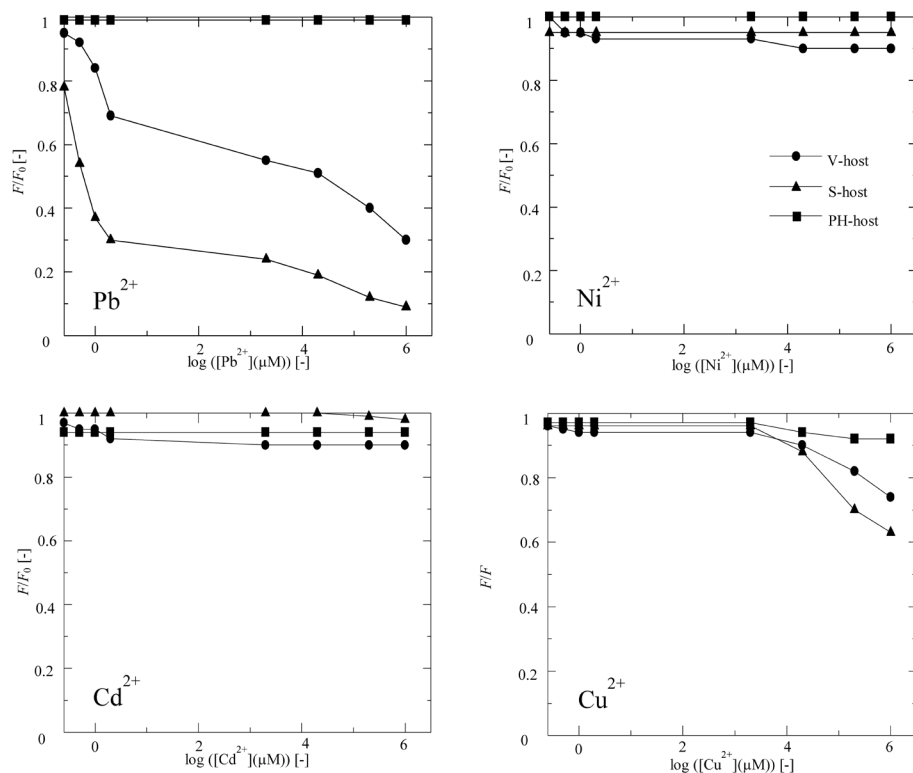 1
0.8
0.6
0.4
0.2
0
F/F₀ [-]
Pb²⁺
0 2 4 6
log ([Pb²⁺](μM)) [-]
1
0.8
0.6
0.4
0.2
0
F/F₀ [-]
V-host
S-host
PH-host
Ni²⁺
0 2 4 6
log ([Ni²⁺](μM)) [-]
1
0.8
0.6
0.4
0.2
0
F/F₀ [-]
Cd²⁺
0 2 4 6
log ([Cd²⁺](μM)) [-]
1
0.8
0.6
0.4
0.2
0
F/F
Cu²⁺
0 2 4 6
log ([Cu²⁺](μM)) [-]